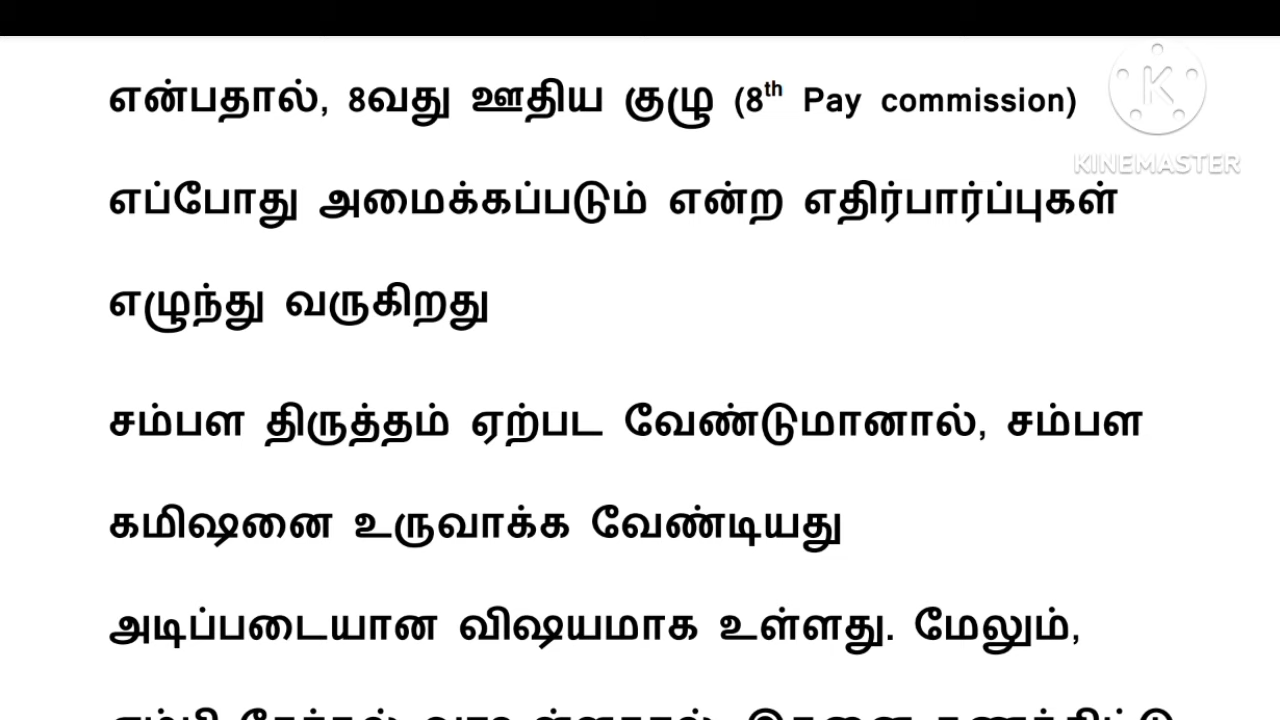 என்பதால், 8வது ஊதிய குழு (8th Pay commission)
KINEMASTER
எப்போது அமைக்கப்படும் என்ற எதிர்பார்ப்புகள்
எழுந்து வருகிறது
சம்பள திருத்தம் ஏற்பட வேண்டுமானால், சம்பள
கமிஷனை உருவாக்க வேண்டியது
அடிப்படையான விஷயமாக உள்ளது. மேலும்,